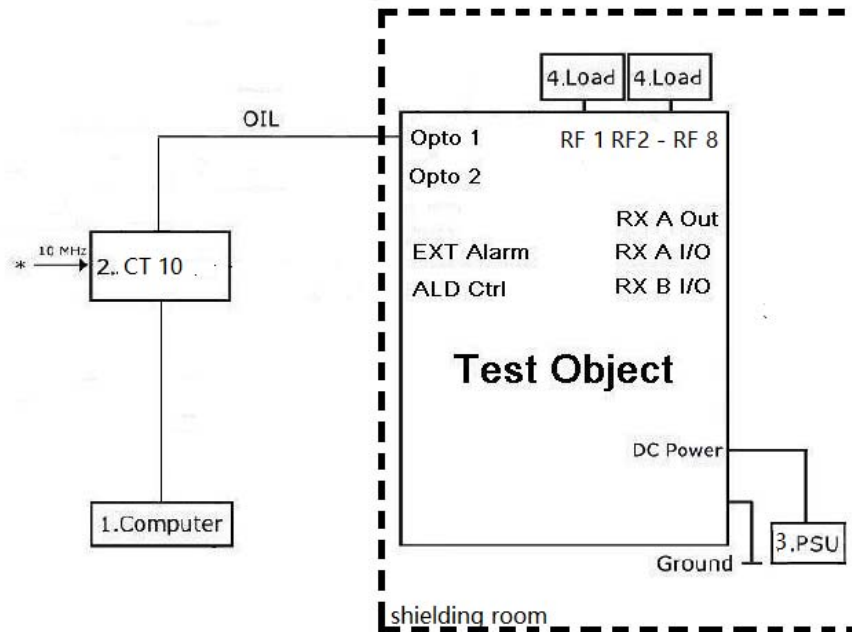 4.Load 4.Load
OIL
Opto 1 RF 1 RF2 - RF 8
Opto 2
RX A Out
10 MHz
EXT Alarm RX A I/O
* 2.. CT 10
ALD Ctrl RX B I/O
Test Object
DC Power
1.Computer
3.PSU
Ground
shielding room